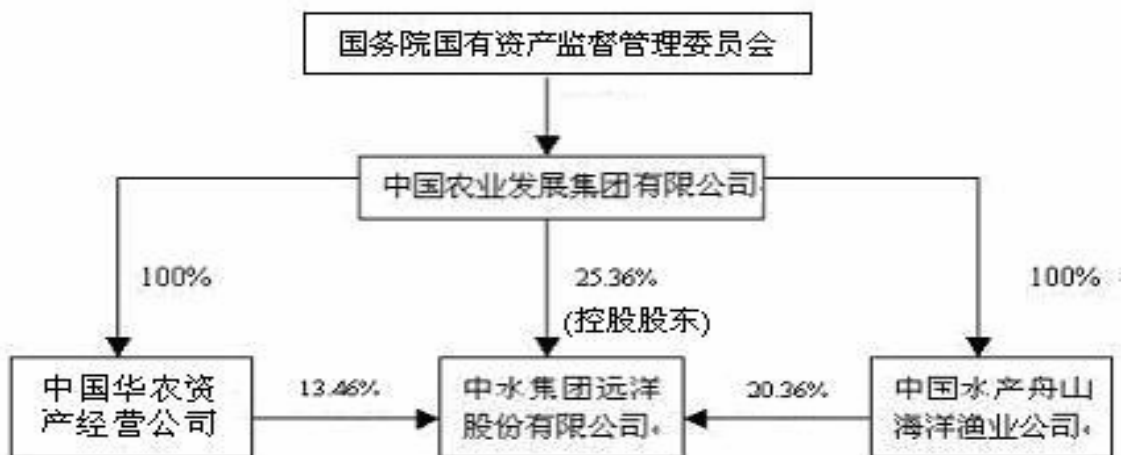 国务院国有资产监督管理委员会
中国农业发展集团有限公司
100%
25.36%
100%
(控股股东)
中国华农资
产经营公司
13.46%
中水集团远洋
股份有限公司
20.36%
中国水产舟山
海洋渔业公司